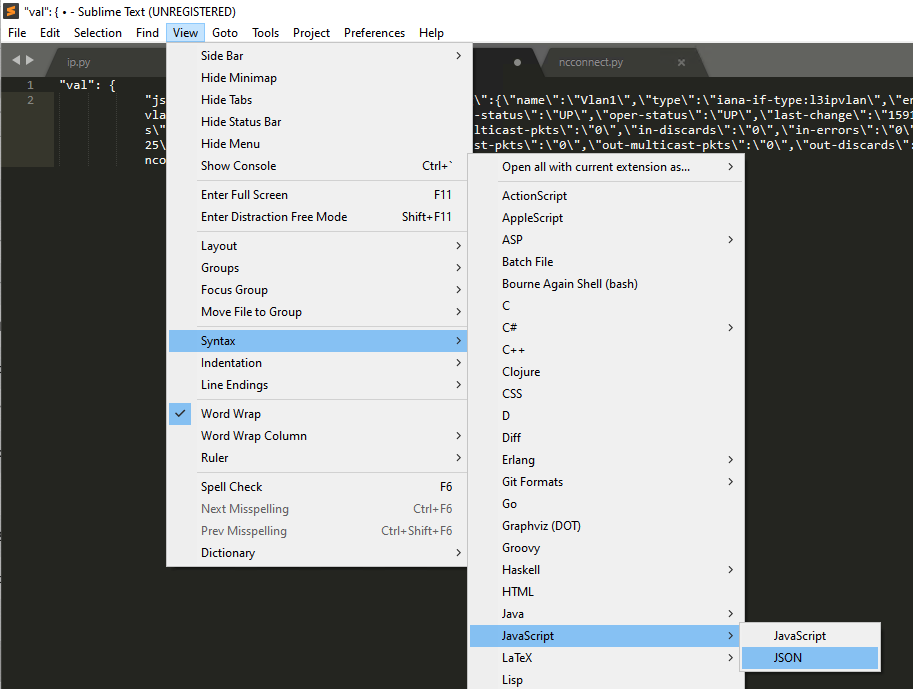 "val": { • - Sublime Text (UNREGISTERED)
File Edit Selection Find View Goto Tools Project Preferences Help
ip.py
ncconnect.py
1 "val": {
2 "js
\":{\"name\":\"Vlan1\",\"type\":\"iana-if-type:l3ipvlan\",\"en
vla
-status\":\"UP\",\"oper-status\":\"UP\",\"last-change\":\"1591
s\"
lticast-pkts\":\"0\",\"in-discards\":\"0\",\"in-errors\":\"0\"
25\
st-pkts\":\"0\",\"out-multicast-pkts\":\"0\",\"out-discards\":
nco
Side Bar
Hide Minimap
Hide Tabs
Hide Status Bar
Hide Menu
Show Console Ctrl+`
Enter Full Screen F11
Enter Distraction Free Mode Shift+F11
Layout
Groups
Focus Group
Move File to Group
Syntax
Indentation
Line Endings
Word Wrap
Word Wrap Column
Ruler
Spell Check F6
Next Misspelling Ctrl+F6
Prev Misspelling Ctrl+Shift+F6
Dictionary
Open all with current extension as...
ActionScript
AppleScript
ASP
Batch File
Bourne Again Shell (bash)
C
C#
C++
Clojure
CSS
D
Diff
Erlang
Git Formats
Go
Graphviz (DOT)
Groovy
Haskell
HTML
Java
JavaScript
LaTeX
Lisp
JavaScript
JSON